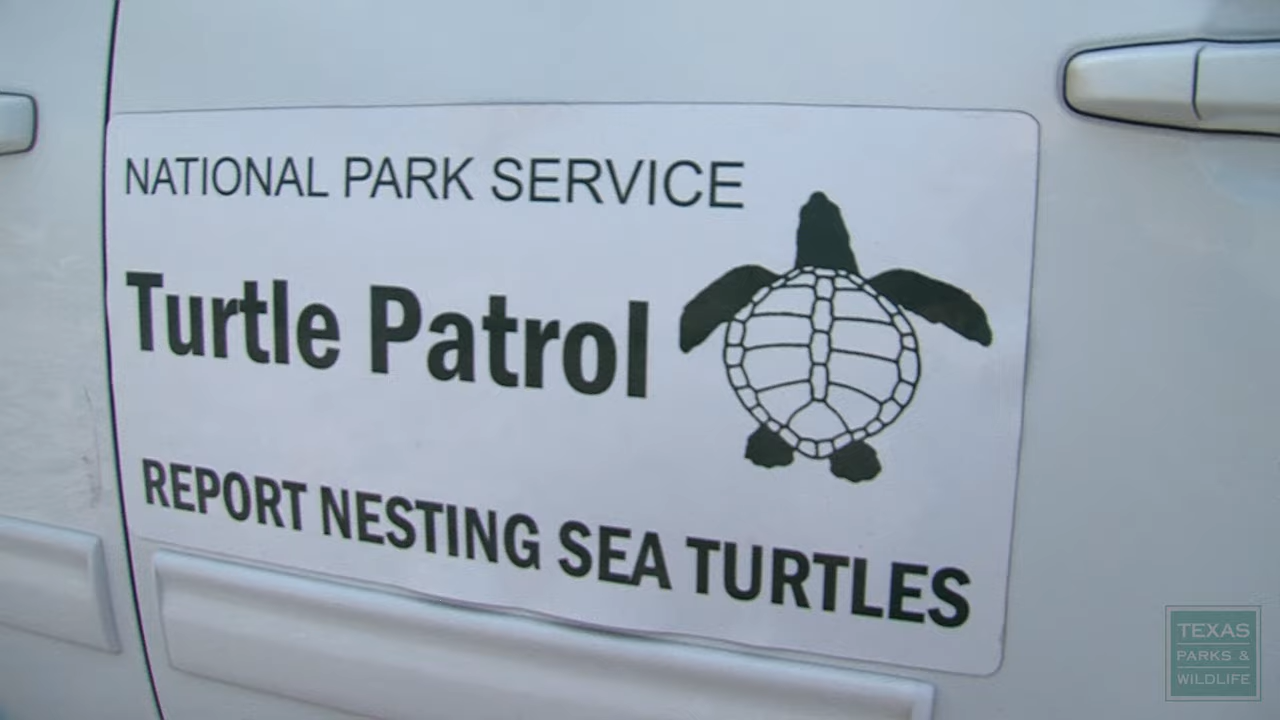 NATIONAL PARK SERVICE
Turtle Patrol
REPORT NESTING SEA TURTLES
TEXAS
PARKS &
WILDLIFE